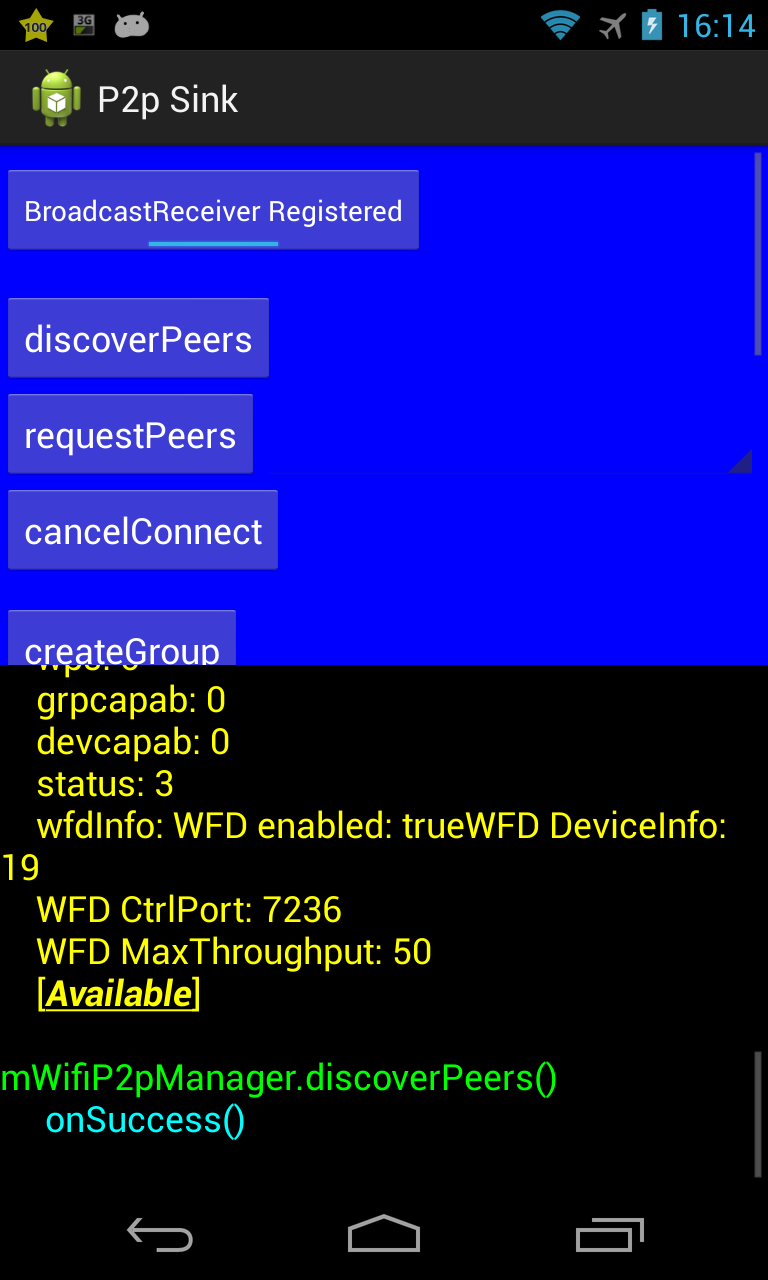 100
3G
16:14
P2p Sink
BroadcastReceiver Registered
discoverPeers
requestPeers
cancelConnect
createGroup
grpcapab: 0
devcapab: 0
status: 3
wfdInfo: WFD enabled: trueWFD DeviceInfo:
19
WFD CtrlPort: 7236
WFD MaxThroughput: 50
[Available]
mWifiP2pManager.discoverPeers()
onSuccess()